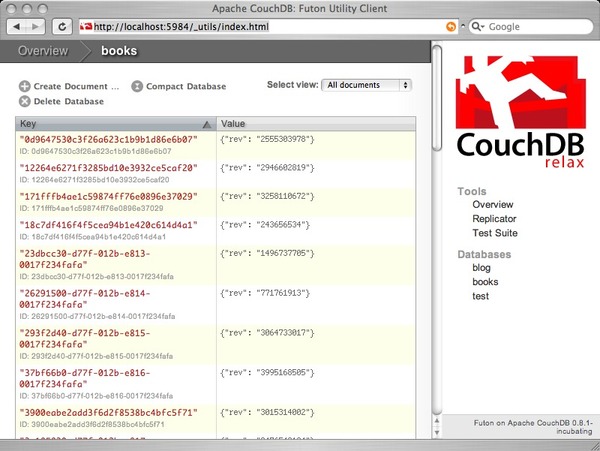 Apache CouchDB: Futon Utility Client
http://localhost:5984/_utils/index.html
Google
Overview
books
Create Document ...
Compact Database
Delete Database
Select view:
All documents
Key
Value
"0d9647530c3f26a623c1b9b1d86e6b07"
{"rev": "2555303978"}
ID: 0d9647530c3f26a623c1b9b1d86e6b07
"12264e6271f3285bd10e3932ce5caf20"
{"rev": "2946602819"}
ID: 12264e6271f3285bd10e3932ce5caf20
"171fffb4ae1c59874ff76e0896e37029"
{"rev": "3258110672"}
ID: 171fffb4ae1c59874ff76e0896e37029
"18c7df416f4f5cea94b1e420c614d4a1"
{"rev": "243656534"}
ID: 18c7df416f4f5cea94b1e420c614d4a1
"23dbcc30-d77f-012b-e813-
0017f234fafa"
{"rev": "1496737705"}
ID: 23dbcc30-d77f-012b-e813-0017f234fafa
"26291500-d77f-012b-e814-
0017f234fafa"
{"rev": "771761913"}
ID: 26291500-d77f-012b-e814-0017f234fafa
"293f2d40-d77f-012b-e815-
0017f234fafa"
{"rev": "3064733017"}
ID: 293f2d40-d77f-012b-e815-0017f234fafa
"37bf66b0-d77f-012b-e816-
0017f234fafa"
{"rev": "3995168505"}
ID: 37bf66b0-d77f-012b-e816-0017f234fafa
"3900eabe2add3f6d2f8538bc4bfc5f71"
{"rev": "3015314002"}
ID: 3900eabe2add3f6d2f8538bc4bfc5f71
CouchDB
relax
Tools
Overview
Replicator
Test Suite
Databases
blog
books
test
Futon on Apache CouchDB 0.8.1-
incubating